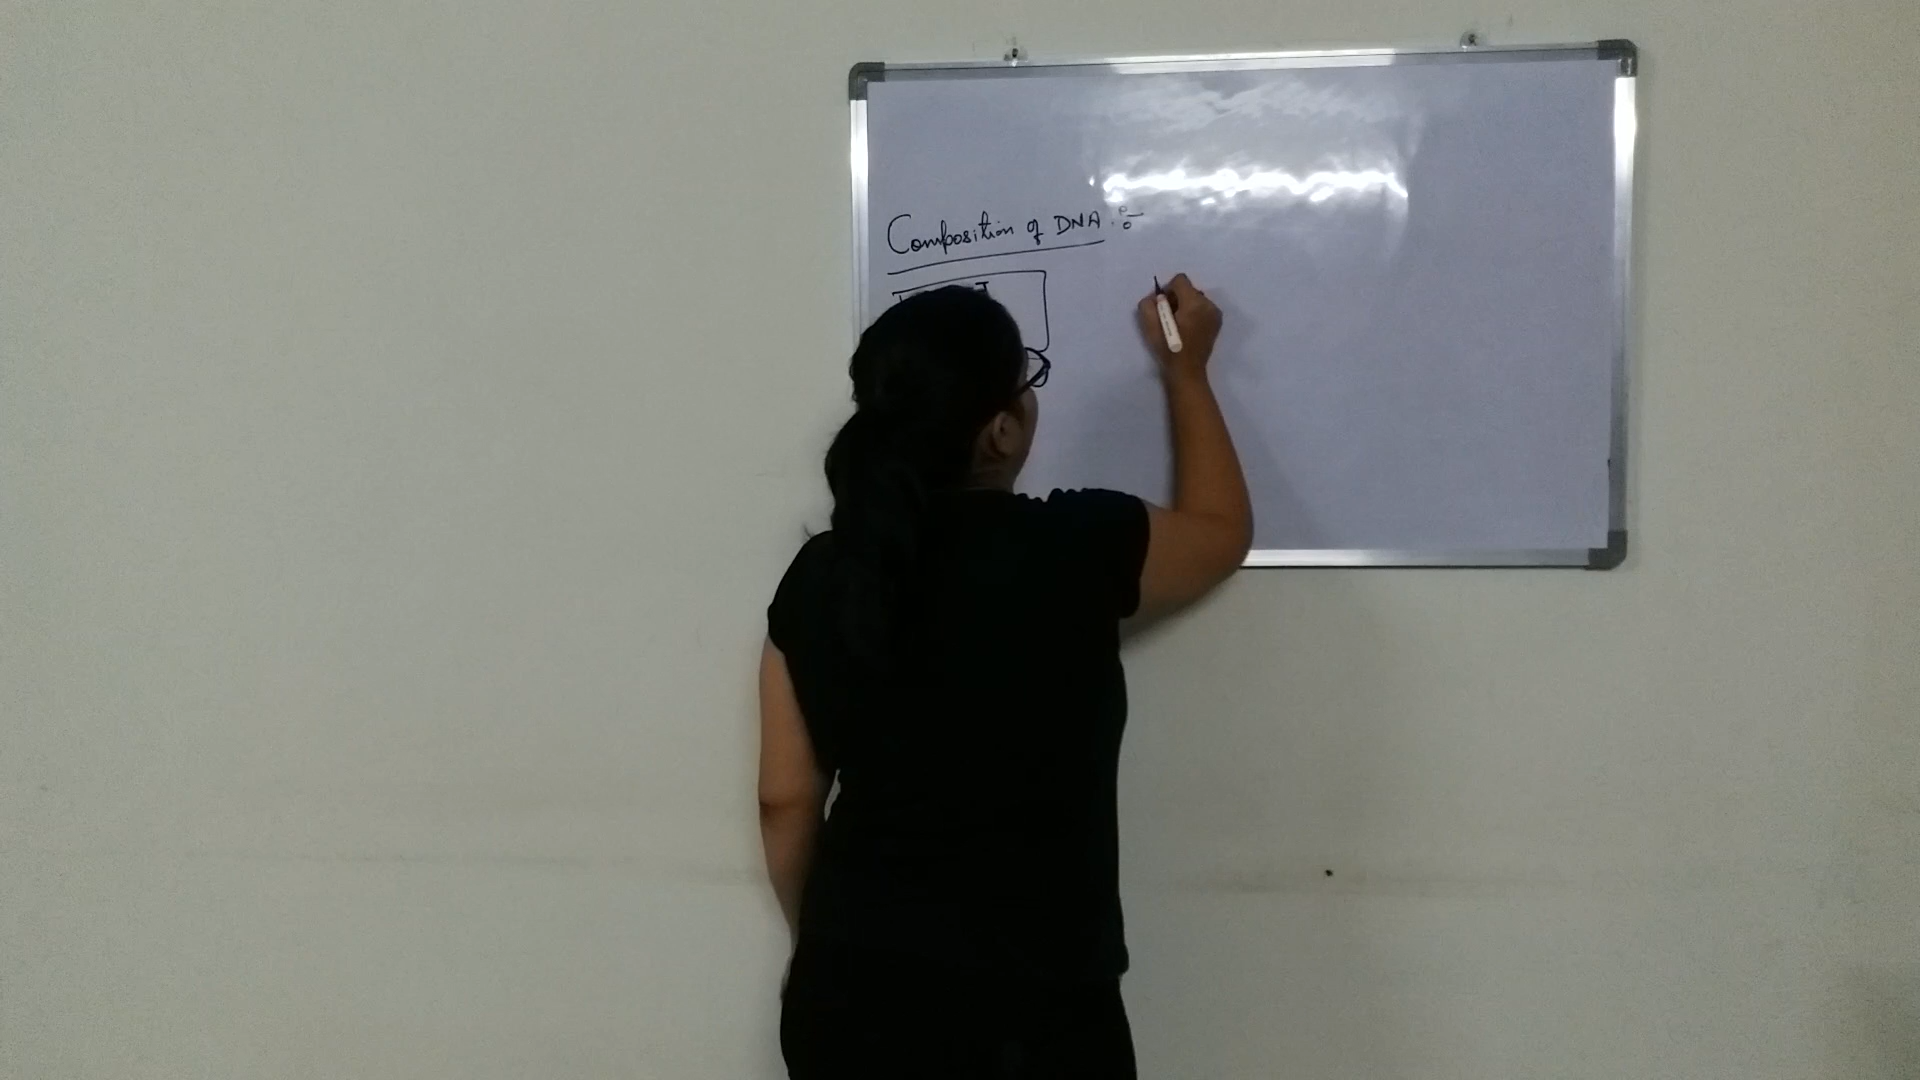 Composition of DNA :-